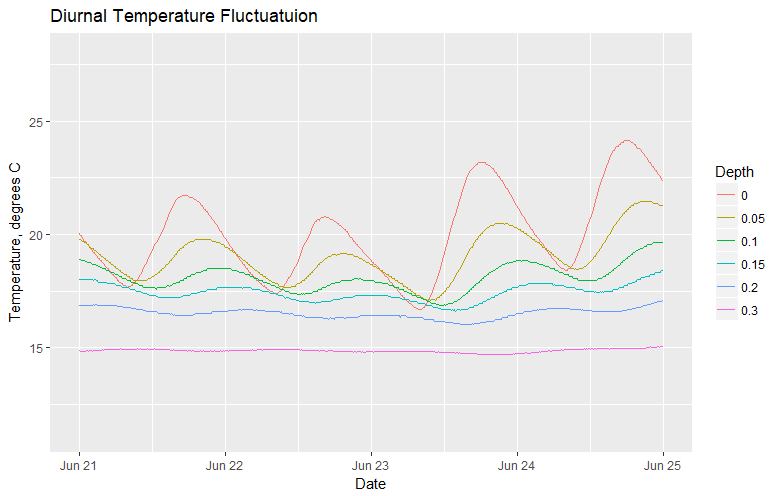 Diurnal Temperature Fluctuatuion
Temperature, degrees C
25
20
15
Jun 21
Jun 22
Jun 23
Jun 24
Jun 25
Date
Depth
0
0.05
0.1
0.15
0.2
0.3